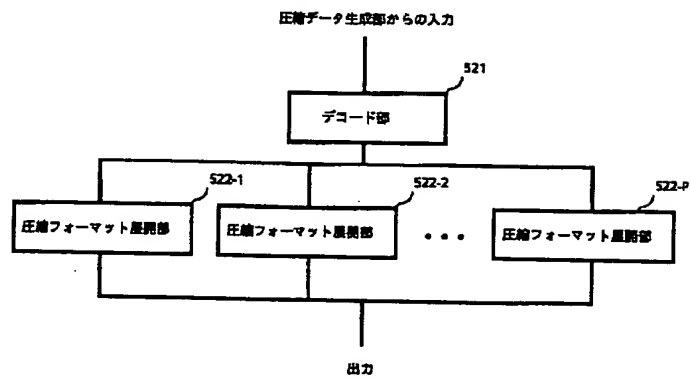 圧縮データ生成部からの入力
521
デコード部
522-1
522-2
522-P
圧縮フォーマット展開部
圧縮フォーマット展開部
• • •
圧縮フォーマット展開部
出力